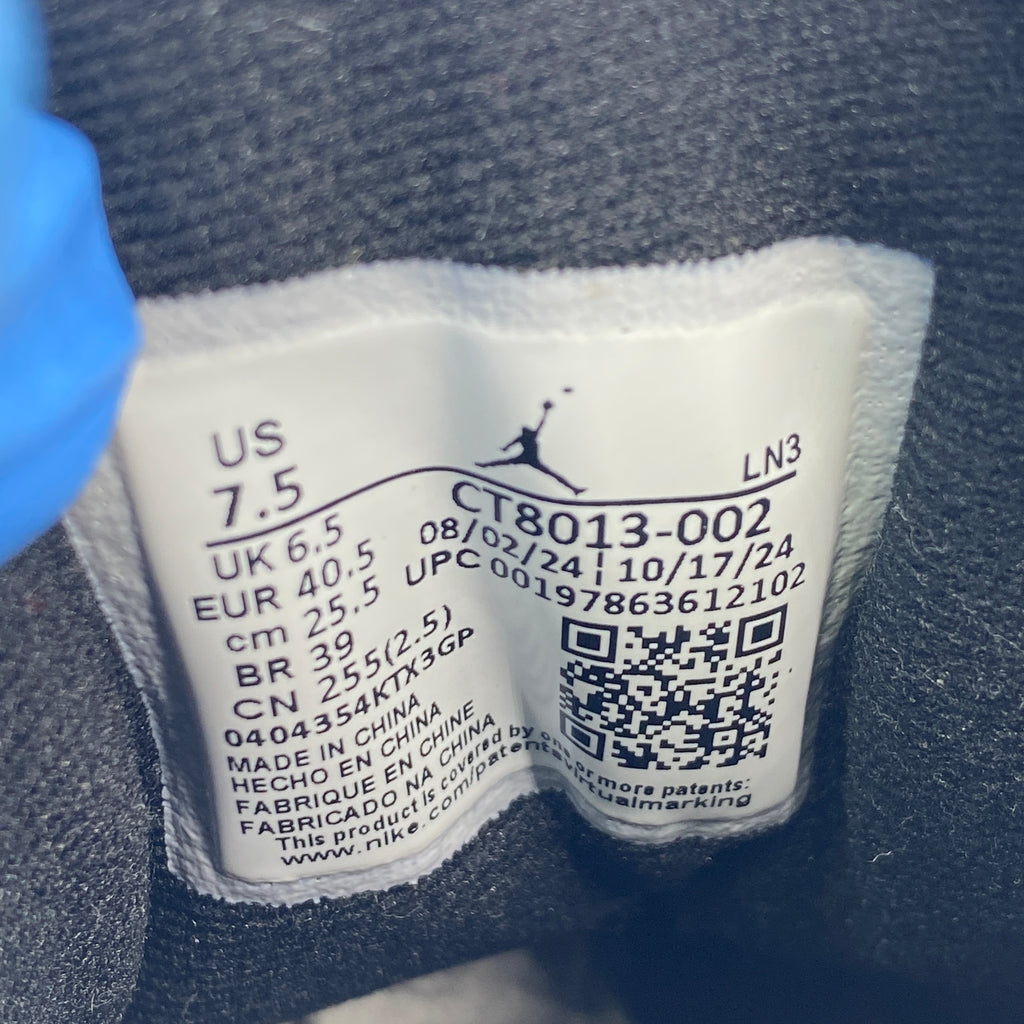 US
7.5
UK 6.5
EUR 40.5
cm 25.5
BR 39
CN 255(2.5)
0404354KTX3GP
MADE IN CHINA
HECHO EN CHINA
FABRIQUE EN CHINE
FABRICADO NA CHINA
LN3
CT8013-002
08/02/24 | 10/17/24
UPC 00197863612102
This product is covered by one or more patents:
www.nike.com/patentsvirtualmarking